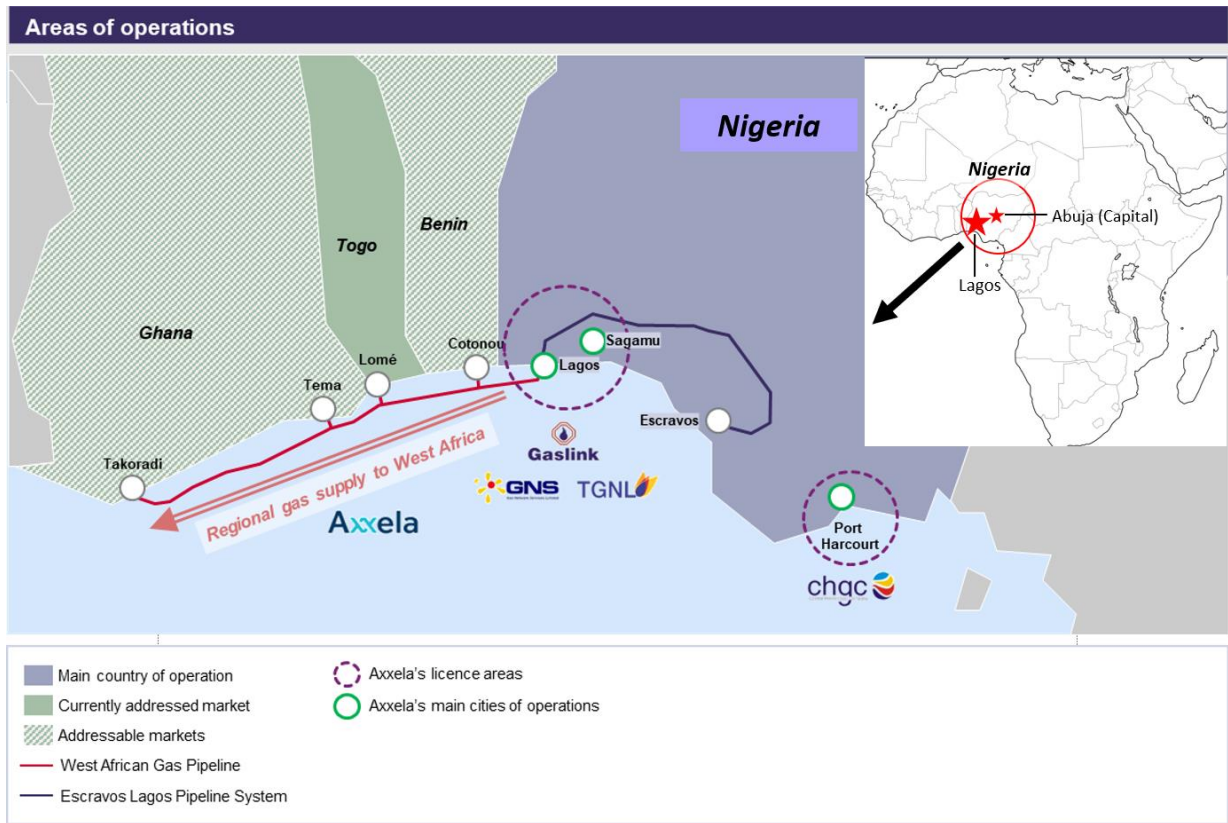 Areas of operations
Nigeria
Nigeria
Abuja (Capital)
Lagos
Benin
Togo
Ghana
Sagamu
Cotonou
Lagos
Lomé
Tema
Escravos
Takoradi
Regional gas supply to West Africa
Gaslink
GNS
TGNL
Axxela
Port
Harcourt
chgc
Main country of operation
Currently addressed market
Addressable markets
West African Gas Pipeline
Escravos Lagos Pipeline System
Axxela's licence areas
Axxela's main cities of operations